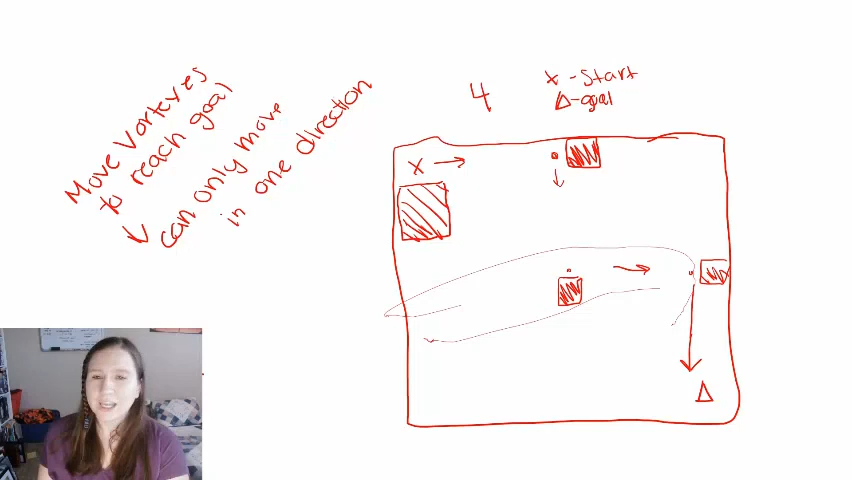 Move Vortexes
to reach goal
↓ can only move
in one direction
4
x - Start
Δ - goal
X →
↓
→
Δ